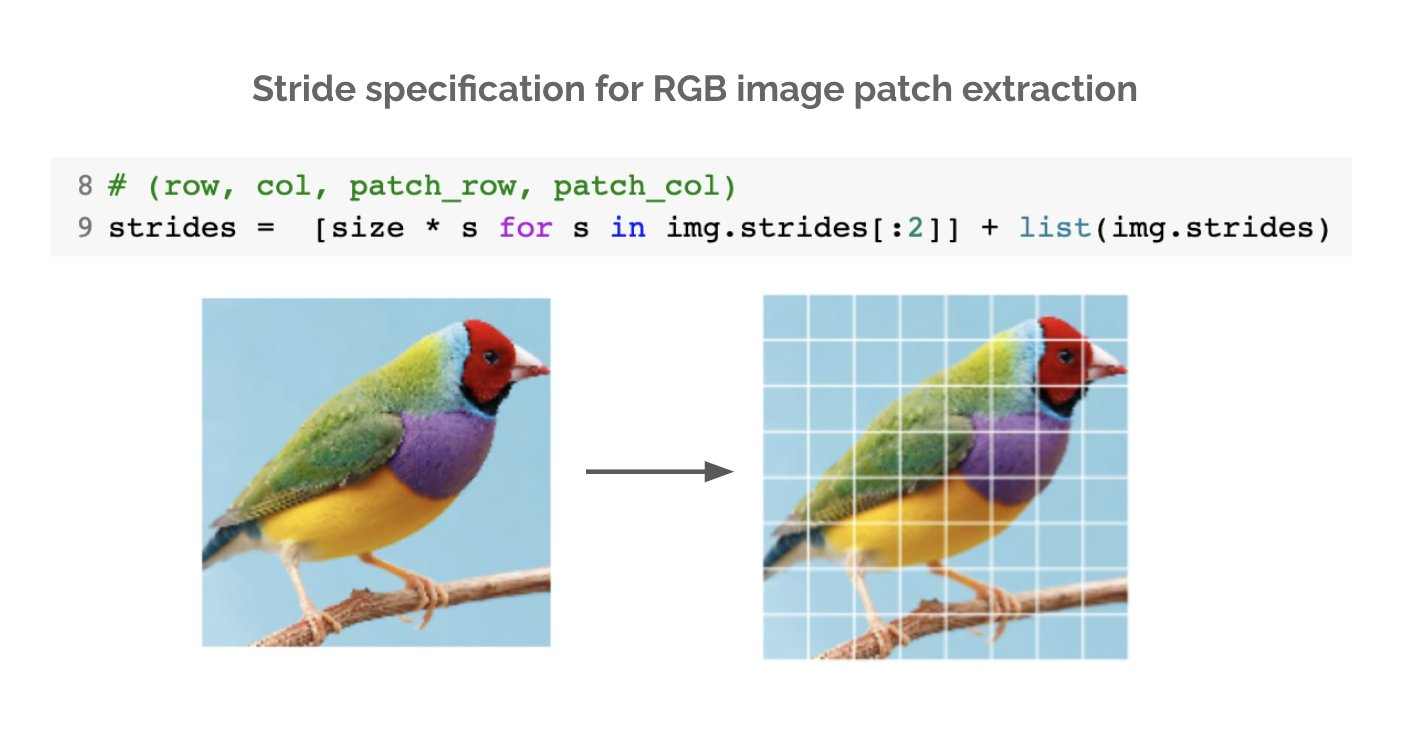 Stride specification for RGB image patch extraction
8 # (row, col, patch_row, patch_col)
9 strides =  [size * s for s in img.strides[:2]] + list(img.strides)